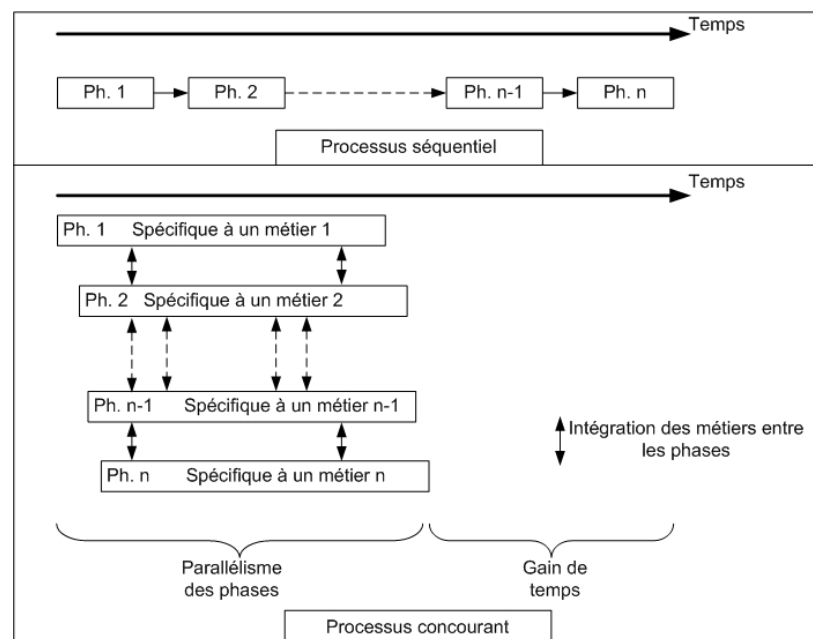 Temps
Ph. 1
Ph. 2
Ph. n-1
Ph. n
Processus séquentiel
Temps
Ph. 1 Spécifique à un métier 1
Ph. 2 Spécifique à un métier 2
Ph. n-1 Spécifique à un métier n-1
Ph. n Spécifique à un métier n
Intégration des métiers entre
les phases
Parallélisme
des phases
Gain de
temps
Processus concourant